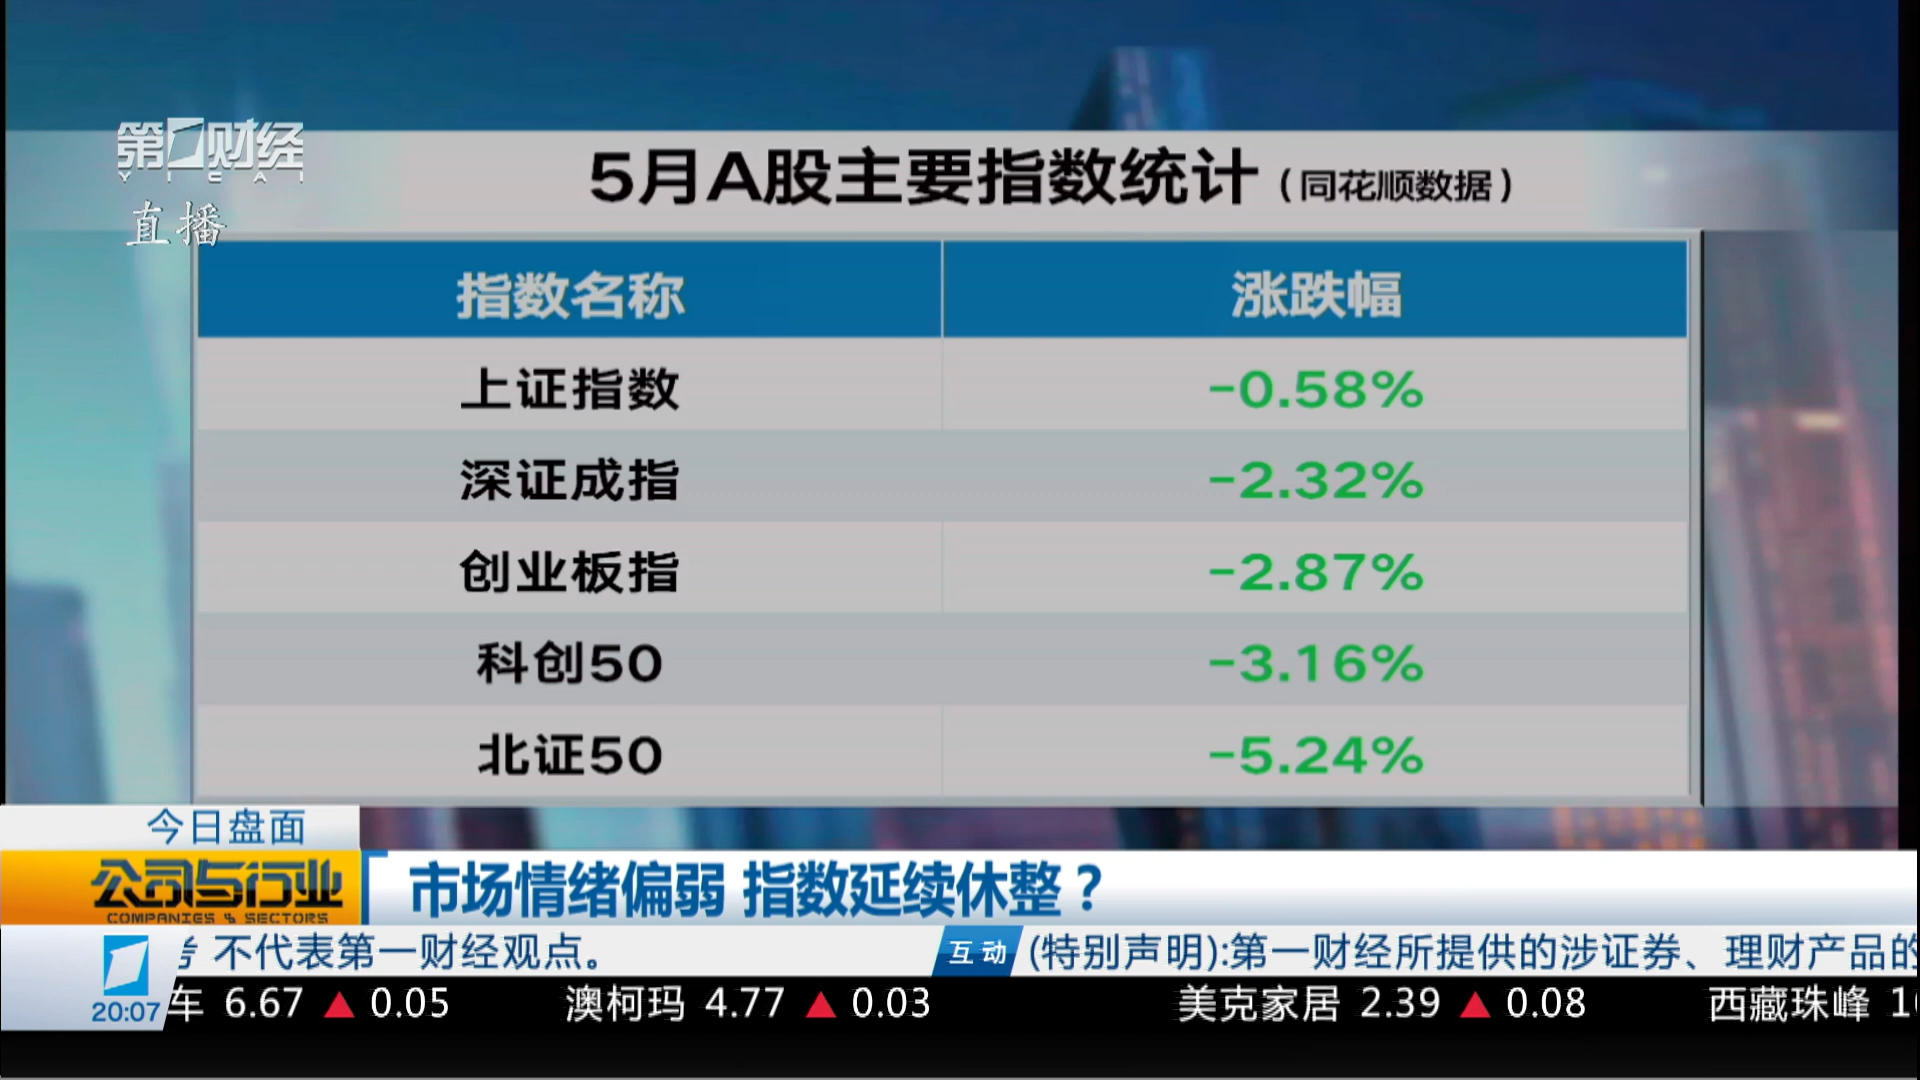 第一财经
YICAI
直播
5月A股主要指数统计（同花顺数据）
指数名称 涨跌幅
上证指数 -0.58%
深证成指 -2.32%
创业板指 -2.87%
科创50 -3.16%
北证50 -5.24%
今日盘面
公司与行业
COMPANIES & SECTORS
市场情绪偏弱 指数延续休整？
不代表第一财经观点。 互动 (特别声明):第一财经所提供的涉证券、理财产品的
20:07
车 6.67 ▲ 0.05 澳柯玛 4.77 ▲ 0.03 美克家居 2.39 ▲ 0.08 西藏珠峰